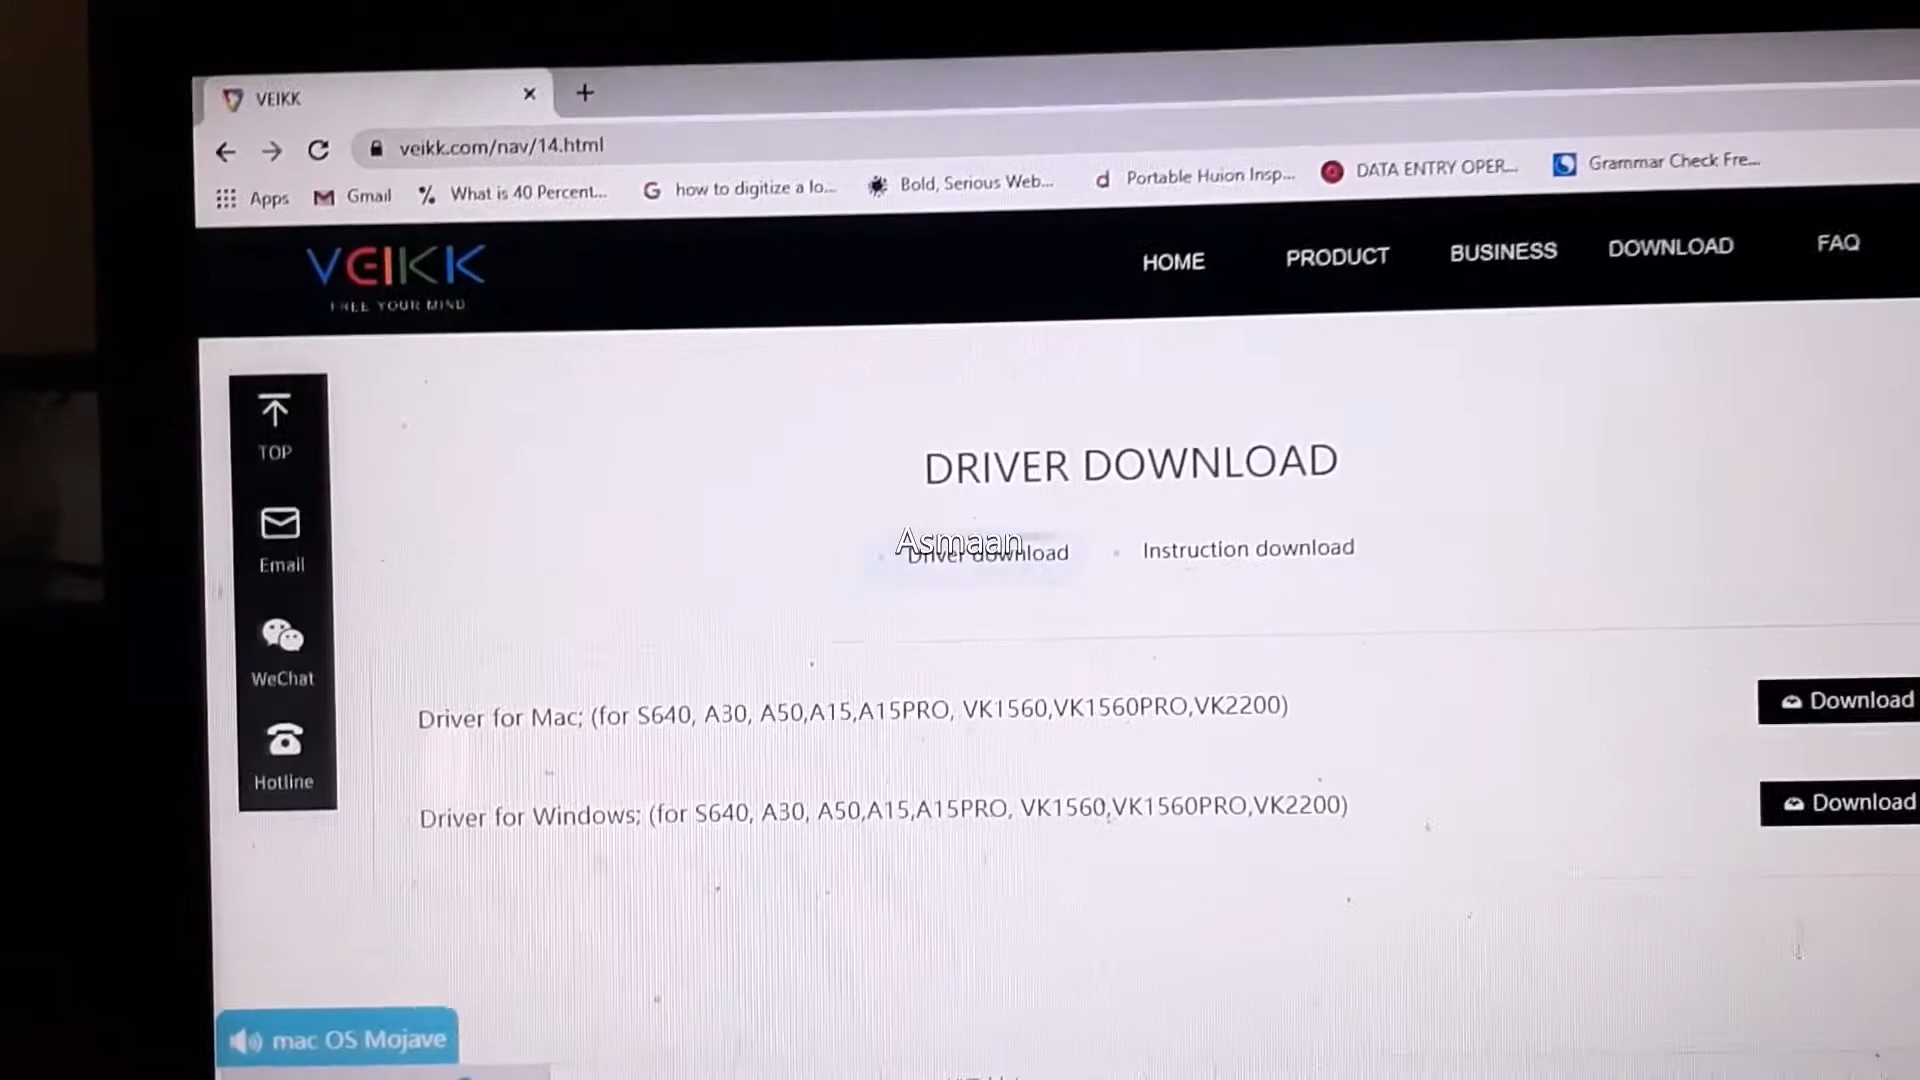 VEIKK
veikk.com/nav/14.html
Apps Gmail What is 40 Percent... how to digitize a lo... Bold, Serious Web... Portable Huion Insp... DATA ENTRY OPER... Grammar Check Fre...
VEIKK
FREE YOUR MIND
HOME PRODUCT BUSINESS DOWNLOAD FAQ
TOP
Email
WeChat
Hotline
DRIVER DOWNLOAD
Asmaan
Driver download Instruction download
Driver for Mac; (for S640, A30, A50,A15,A15PRO, VK1560,VK1560PRO,VK2200) Download
Driver for Windows; (for S640, A30, A50,A15,A15PRO, VK1560,VK1560PRO,VK2200) Download
mac OS Mojave